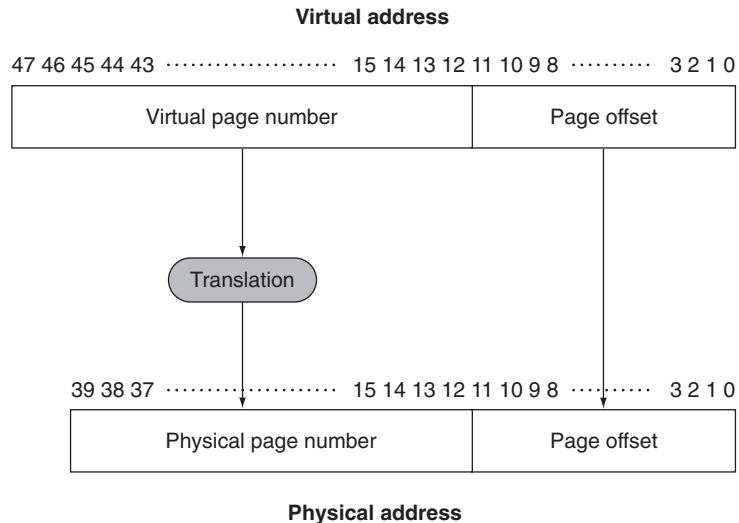 Virtual address
47 46 45 44 43 ····················· 15 14 13 12 11 10 9 8 ·········· 3 2 1 0
Virtual page number Page offset
Translation
39 38 37 ····················· 15 14 13 12 11 10 9 8 ·········· 3 2 1 0
Physical page number Page offset
Physical address